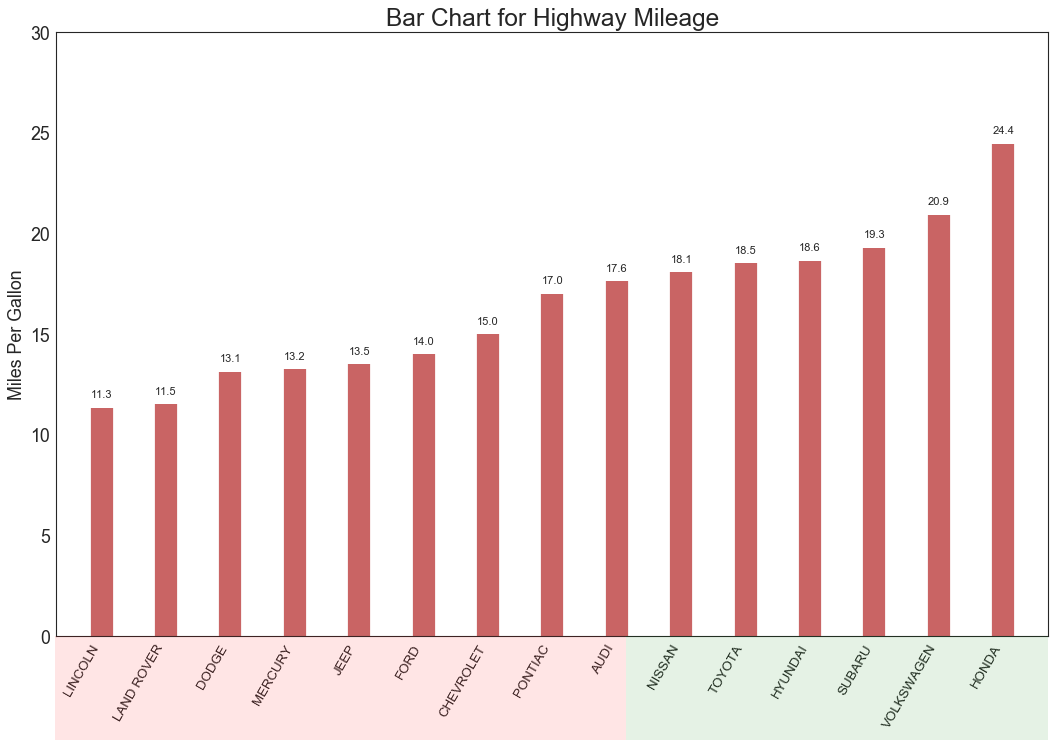 Bar Chart for Highway Mileage
Miles Per Gallon
30
25
20
15
10
5
0
11.3
11.5
13.1
13.2
13.5
14.0
15.0
17.0
17.6
18.1
18.5
18.6
19.3
20.9
24.4
LINCOLN
LAND ROVER
DODGE
MERCURY
JEEP
FORD
CHEVROLET
PONTIAC
AUDI
NISSAN
TOYOTA
HYUNDAI
SUBARU
VOLKSWAGEN
HONDA